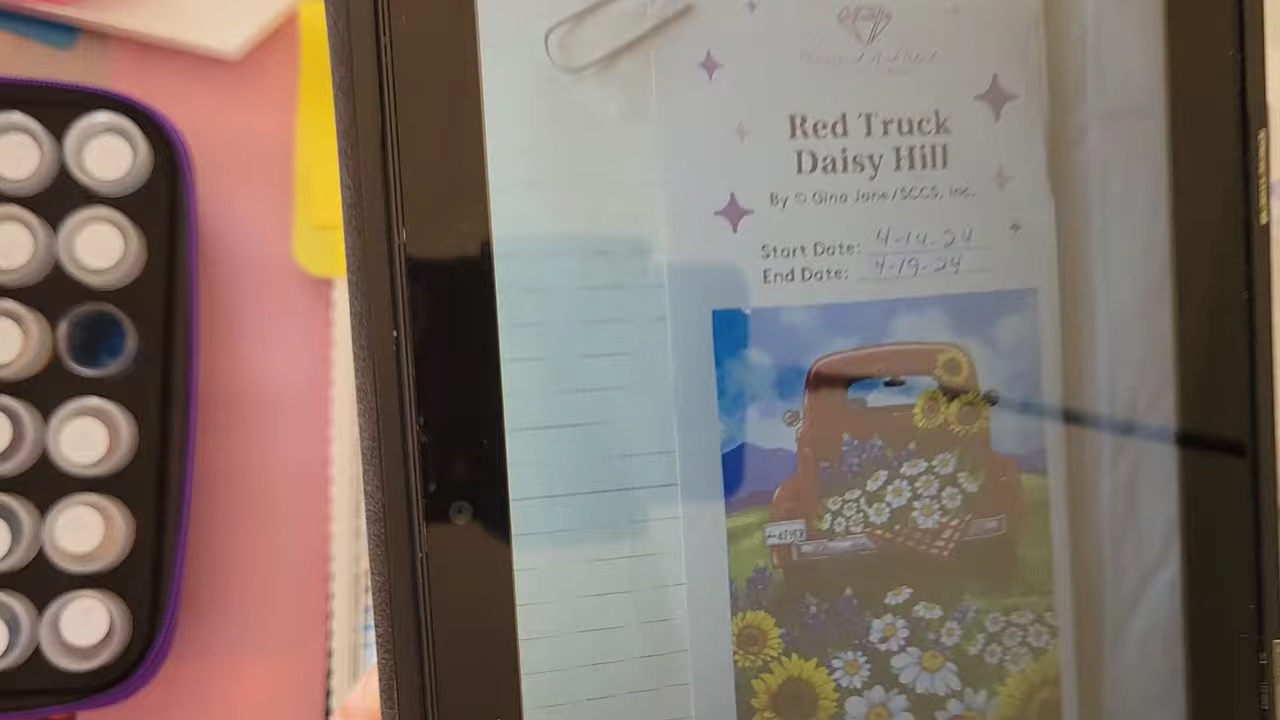 Red Truck
Daisy Hill
By © Gina Jane/SCCS, Inc.
Start Date: 4-14-24
End Date: 4-19-24